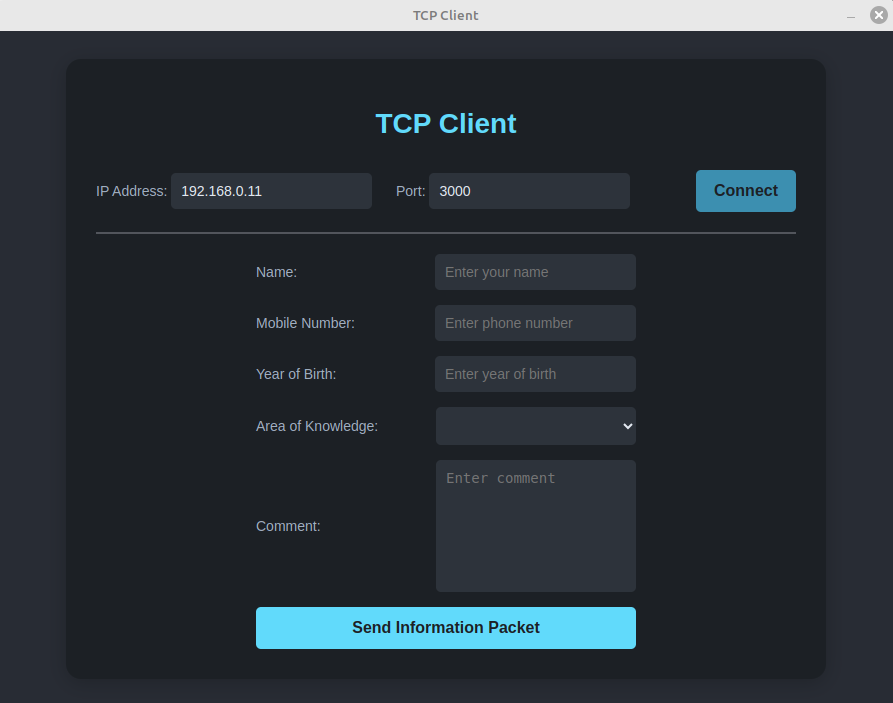 TCP Client
TCP Client
IP Address: 192.168.0.11 Port: 3000 Connect
Name: Enter your name
Mobile Number: Enter phone number
Year of Birth: Enter year of birth
Area of Knowledge:
Enter comment
Comment:
Send Information Packet